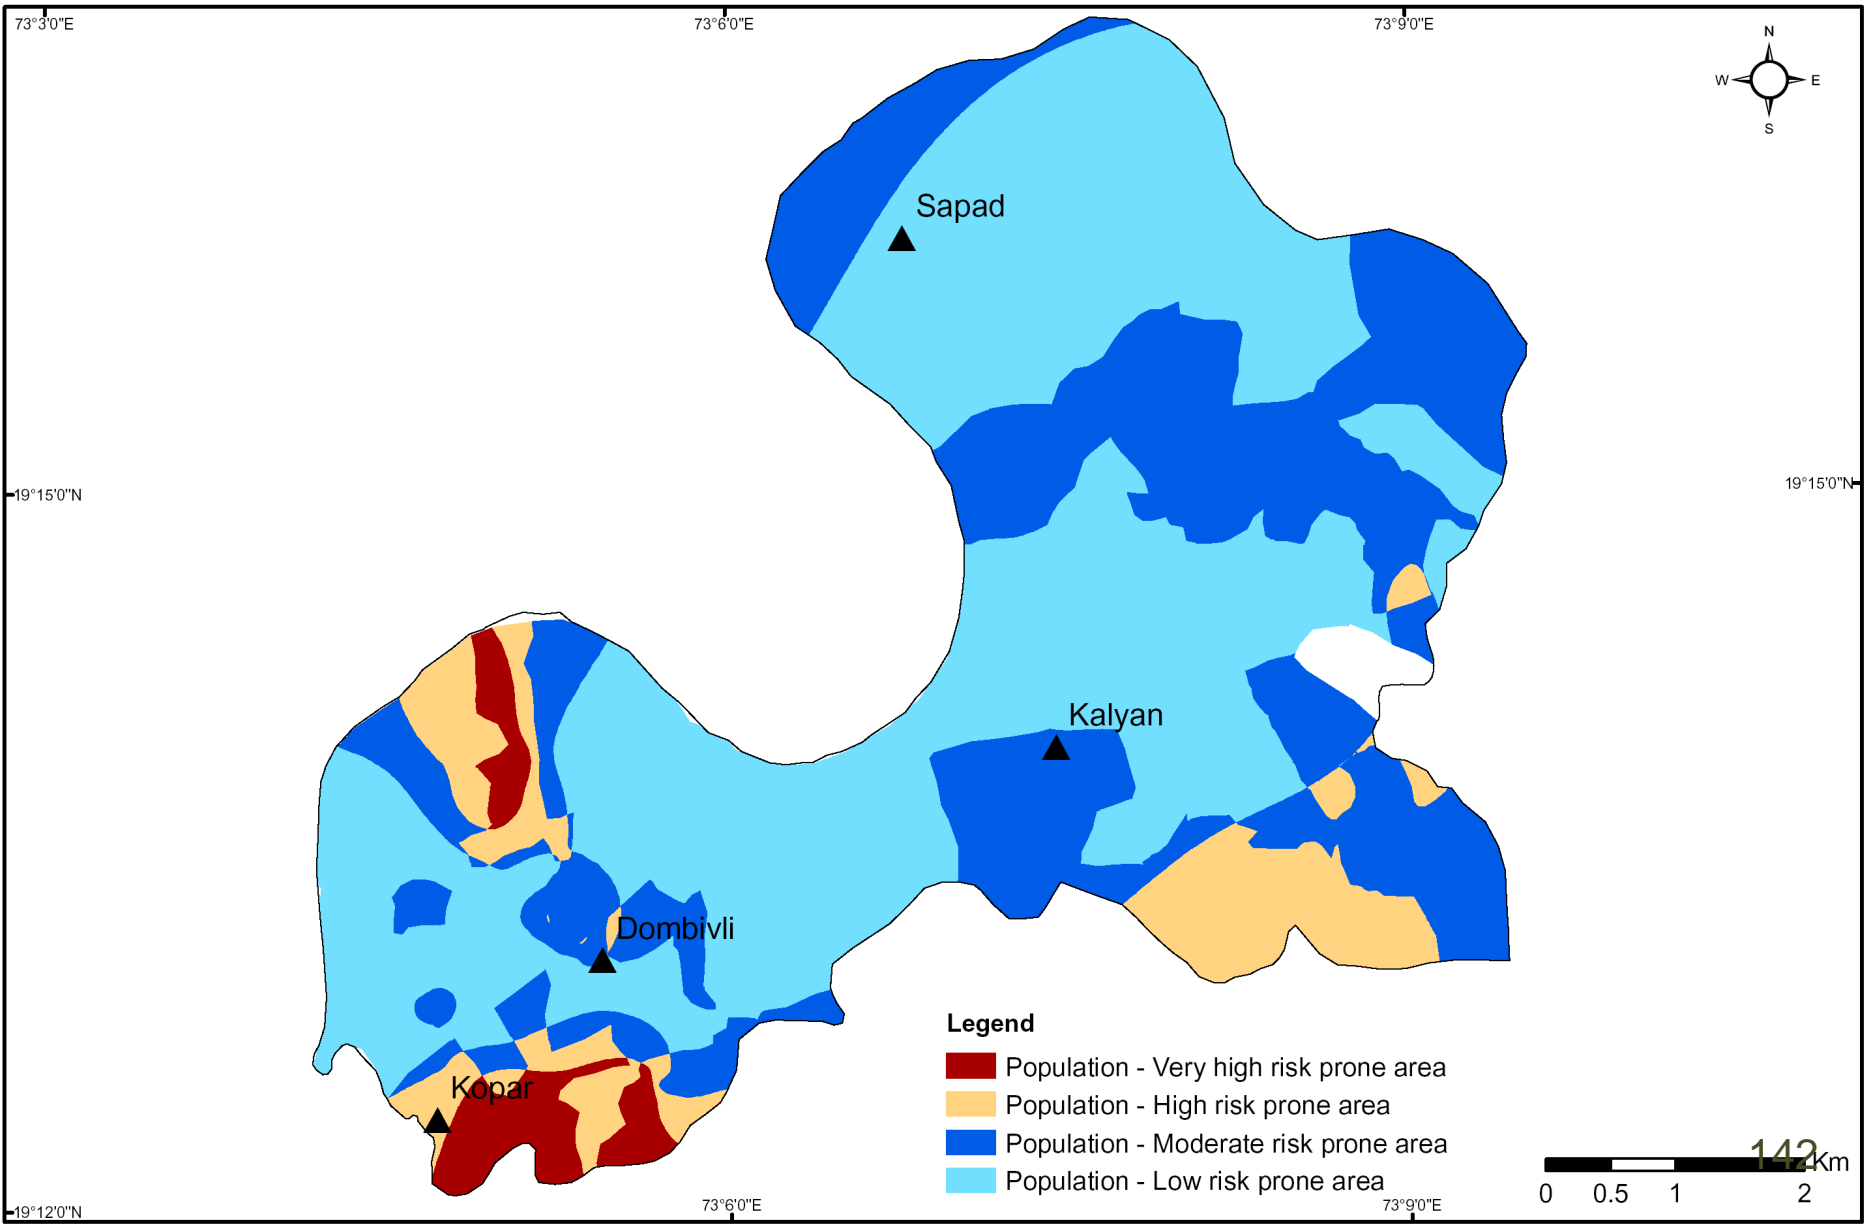 73°3'0"E
73°6'0"E
73°9'0"E
N
W E
S
Sapad
19°15'0"N
19°15'0"N
Kalyan
Dombivli
Kopar
Legend
Population - Very high risk prone area
Population - High risk prone area
Population - Moderate risk prone area
Population - Low risk prone area
142
Km
0 0.5 1 2
19°12'0"N
73°6'0"E
73°9'0"E